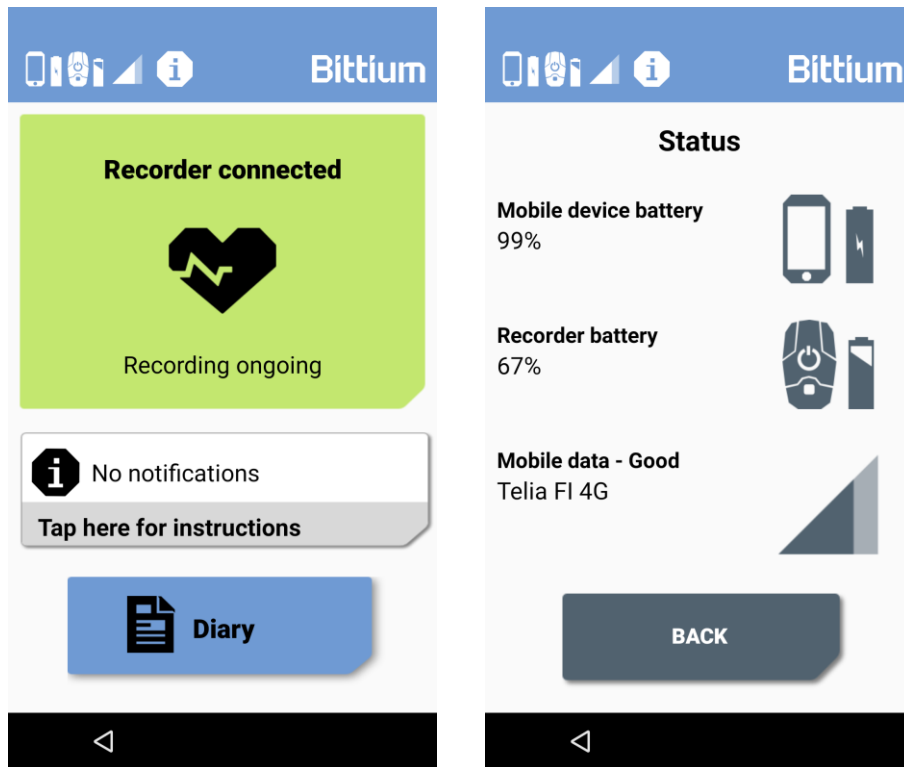 Bittium
Recorder connected
Recording ongoing
No notifications
Tap here for instructions
Diary
Bittium
Status
Mobile device battery
99%
Recorder battery
67%
Mobile data - Good
Telia FI 4G
BACK